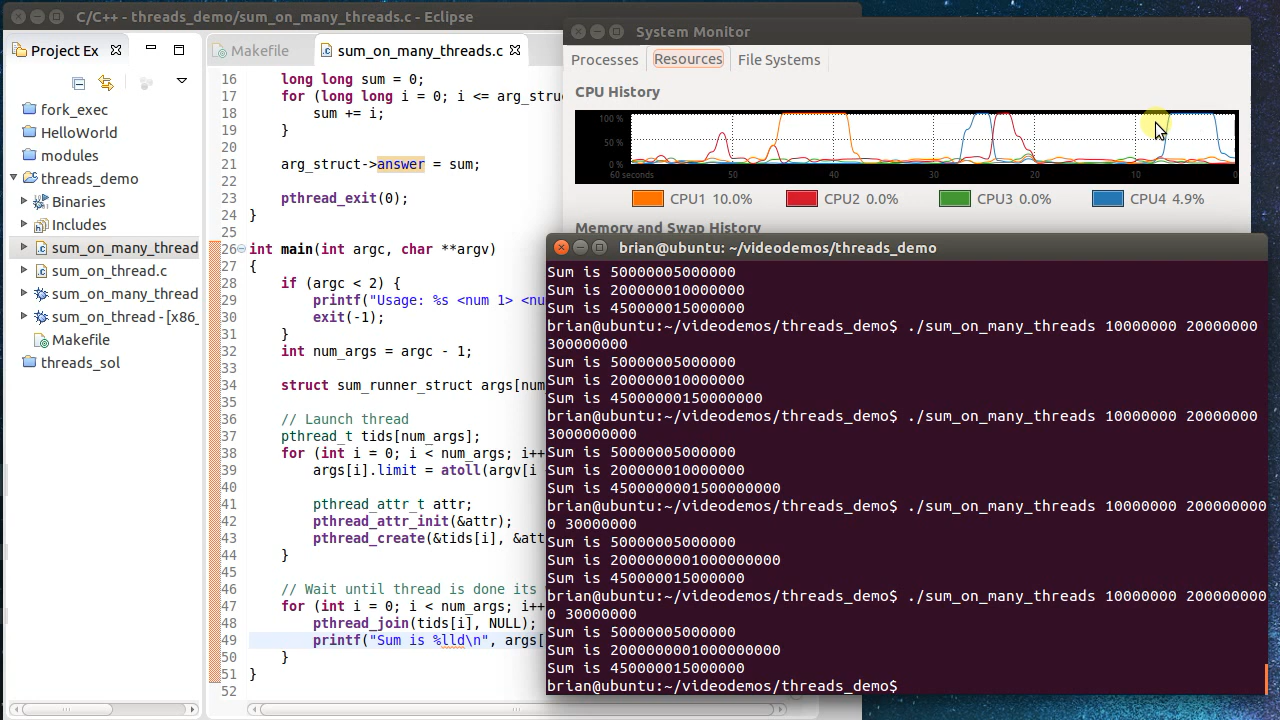 C/C++ - threads_demo/sum_on_many_threads.c - Eclipse
Project Ex
fork_exec
HelloWorld
modules
threads_demo
Binaries
Includes
sum_on_many_thread
sum_on_thread.c
sum_on_many_thread
sum_on_thread - [x86_
Makefile
threads_sol
Makefile
sum_on_many_threads.c
16 long long sum = 0;
17 for (long long i = 0; i <= arg_struc
18 sum += i;
19 }
20
21 arg_struct->answer = sum;
22
23 pthread_exit(0);
24 }
25
26 int main(int argc, char **argv)
27 {
28 if (argc < 2) {
29 printf("Usage: %s <num 1> <nu
30 exit(-1);
31 }
32 int num_args = argc - 1;
33
34 struct sum_runner_struct args[num
35
36 // Launch thread
37 pthread_t tids[num_args];
38 for (int i = 0; i < num_args; i++
39 args[i].limit = atoll(argv[i
40
41 pthread_attr_t attr;
42 pthread_attr_init(&attr);
43 pthread_create(&tids[i], &att
44 }
45
46 // Wait until thread is done its
47 for (int i = 0; i < num_args; i++
48 pthread_join(tids[i], NULL);
49 printf("Sum is %lld\n", args[
50 }
51 }
52
System Monitor
Processes Resources File Systems
CPU History
100 %
50 %
0 %
60 seconds 50 40 30 20 10 0
CPU1 10.0% CPU2 0.0% CPU3 0.0% CPU4 4.9%
Memory and Swap History
brian@ubuntu: ~/videodemos/threads_demo
Sum is 50000005000000
Sum is 200000010000000
Sum is 450000015000000
brian@ubuntu:~/videodemos/threads_demo$ ./sum_on_many_threads 10000000 20000000
300000000
Sum is 50000005000000
Sum is 200000010000000
Sum is 45000000150000000
brian@ubuntu:~/videodemos/threads_demo$ ./sum_on_many_threads 10000000 20000000
3000000000
Sum is 50000005000000
Sum is 200000010000000
Sum is 4500000001500000000
brian@ubuntu:~/videodemos/threads_demo$ ./sum_on_many_threads 10000000 200000000
0 30000000
Sum is 50000005000000
Sum is 2000000001000000000
Sum is 450000015000000
brian@ubuntu:~/videodemos/threads_demo$ ./sum_on_many_threads 10000000 200000000
0 30000000
Sum is 50000005000000
Sum is 2000000001000000000
Sum is 450000015000000
brian@ubuntu:~/videodemos/threads_demo$